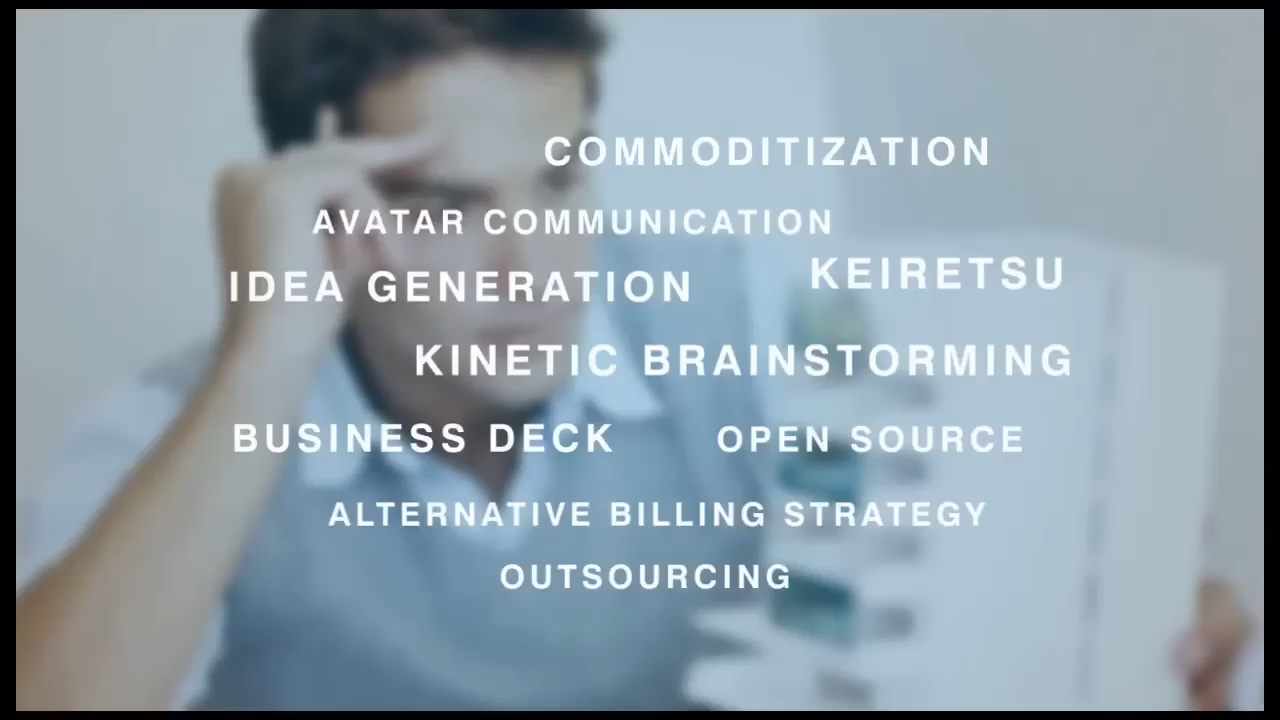 COMMODITIZATION
AVATAR COMMUNICATION
IDEA GENERATION
KEIRETSU
KINETIC BRAINSTORMING
BUSINESS DECK
OPEN SOURCE
ALTERNATIVE BILLING STRATEGY
OUTSOURCING